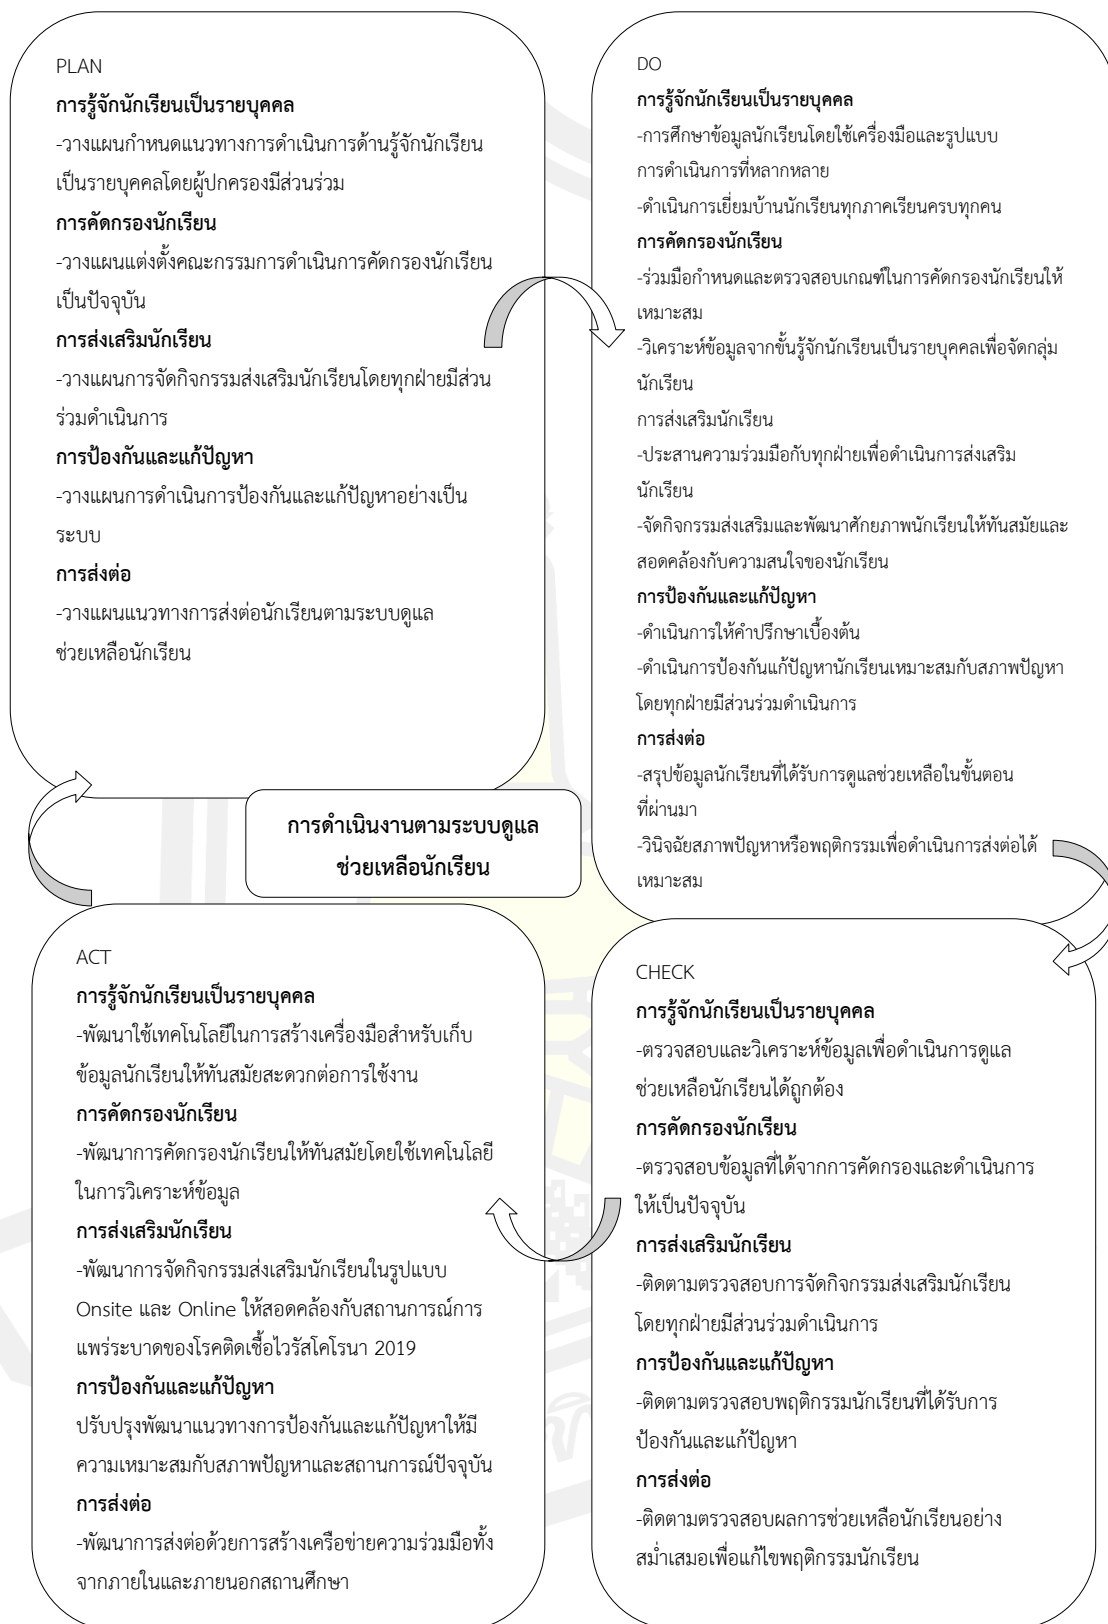 PLAN
การรู้จักนักเรียนเป็นรายบุคคล
-วางแผนกำหนดแนวทางการดำเนินการด้านรู้จักนักเรียน
เป็นรายบุคคลโดยผู้ปกครองมีส่วนร่วม
การคัดกรองนักเรียน
-วางแผนแต่งตั้งคณะกรรมการดำเนินการคัดกรองนักเรียน
เป็นปัจจุบัน
การส่งเสริมนักเรียน
-วางแผนการจัดกิจกรรมส่งเสริมนักเรียนโดยทุกฝ่ายมีส่วน
ร่วมดำเนินการ
การป้องกันและแก้ปัญหา
-วางแผนการดำเนินการป้องกันและแก้ปัญหาอย่างเป็น
ระบบ
การส่งต่อ
-วางแผนแนวทางการส่งต่อนักเรียนตามระบบดูแล
ช่วยเหลือนักเรียน
DO
การรู้จักนักเรียนเป็นรายบุคคล
-การศึกษาข้อมูลนักเรียนโดยใช้เครื่องมือและรูปแบบ
การดำเนินการที่หลากหลาย
-ดำเนินการเยี่ยมบ้านนักเรียนทุกภาคเรียนครบทุกคน
การคัดกรองนักเรียน
-ร่วมมือกำหนดและตรวจสอบเกณฑ์ในการคัดกรองนักเรียนให้
เหมาะสม
-วิเคราะห์ข้อมูลจากขั้นรู้จักนักเรียนเป็นรายบุคคลเพื่อจัดกลุ่ม
นักเรียน
การส่งเสริมนักเรียน
-ประสานความร่วมมือกับทุกฝ่ายเพื่อดำเนินการส่งเสริม
นักเรียน
-จัดกิจกรรมส่งเสริมและพัฒนาศักยภาพนักเรียนให้ทันสมัยและ
สอดคล้องกับความสนใจของนักเรียน
การป้องกันและแก้ปัญหา
-ดำเนินการให้คำปรึกษาเบื้องต้น
-ดำเนินการป้องกันแก้ปัญหานักเรียนเหมาะสมกับสภาพปัญหา
โดยทุกฝ่ายมีส่วนร่วมดำเนินการ
การส่งต่อ
-สรุปข้อมูลนักเรียนที่ได้รับการดูแลช่วยเหลือในขั้นตอน
ที่ผ่านมา
-วินิจฉัยสภาพปัญหาหรือพฤติกรรมเพื่อดำเนินการส่งต่อได้
เหมาะสม
การดำเนินงานตามระบบดูแล
ช่วยเหลือนักเรียน
ACT
การรู้จักนักเรียนเป็นรายบุคคล
-พัฒนาใช้เทคโนโลยีในการสร้างเครื่องมือสำหรับเก็บ
ข้อมูลนักเรียนให้ทันสมัยสะดวกต่อการใช้งาน
การคัดกรองนักเรียน
-พัฒนาการคัดกรองนักเรียนให้ทันสมัยโดยใช้เทคโนโลยี
ในการวิเคราะห์ข้อมูล
การส่งเสริมนักเรียน
-พัฒนาการจัดกิจกรรมส่งเสริมนักเรียนในรูปแบบ
Onsite และ Online ให้สอดคล้องกับสถานการณ์การ
แพร่ระบาดของโรคติดเชื้อไวรัสโคโรนา 2019
การป้องกันและแก้ปัญหา
ปรับปรุงพัฒนาแนวทางการป้องกันและแก้ปัญหาให้มี
ความเหมาะสมกับสภาพปัญหาและสถานการณ์ปัจจุบัน
การส่งต่อ
-พัฒนาการส่งต่อด้วยการสร้างเครือข่ายความร่วมมือทั้ง
จากภายในและภายนอกสถานศึกษา
CHECK
การรู้จักนักเรียนเป็นรายบุคคล
-ตรวจสอบและวิเคราะห์ข้อมูลเพื่อดำเนินการดูแล
ช่วยเหลือนักเรียนได้ถูกต้อง
การคัดกรองนักเรียน
-ตรวจสอบข้อมูลที่ได้จากการคัดกรองและดำเนินการ
ให้เป็นปัจจุบัน
การส่งเสริมนักเรียน
-ติดตามตรวจสอบการจัดกิจกรรมส่งเสริมนักเรียน
โดยทุกฝ่ายมีส่วนร่วมดำเนินการ
การป้องกันและแก้ปัญหา
-ติดตามตรวจสอบพฤติกรรมนักเรียนที่ได้รับการ
ป้องกันและแก้ปัญหา
การส่งต่อ
-ติดตามตรวจสอบผลการช่วยเหลือนักเรียนอย่าง
สม่ำเสมอเพื่อแก้ไขพฤติกรรมนักเรียน